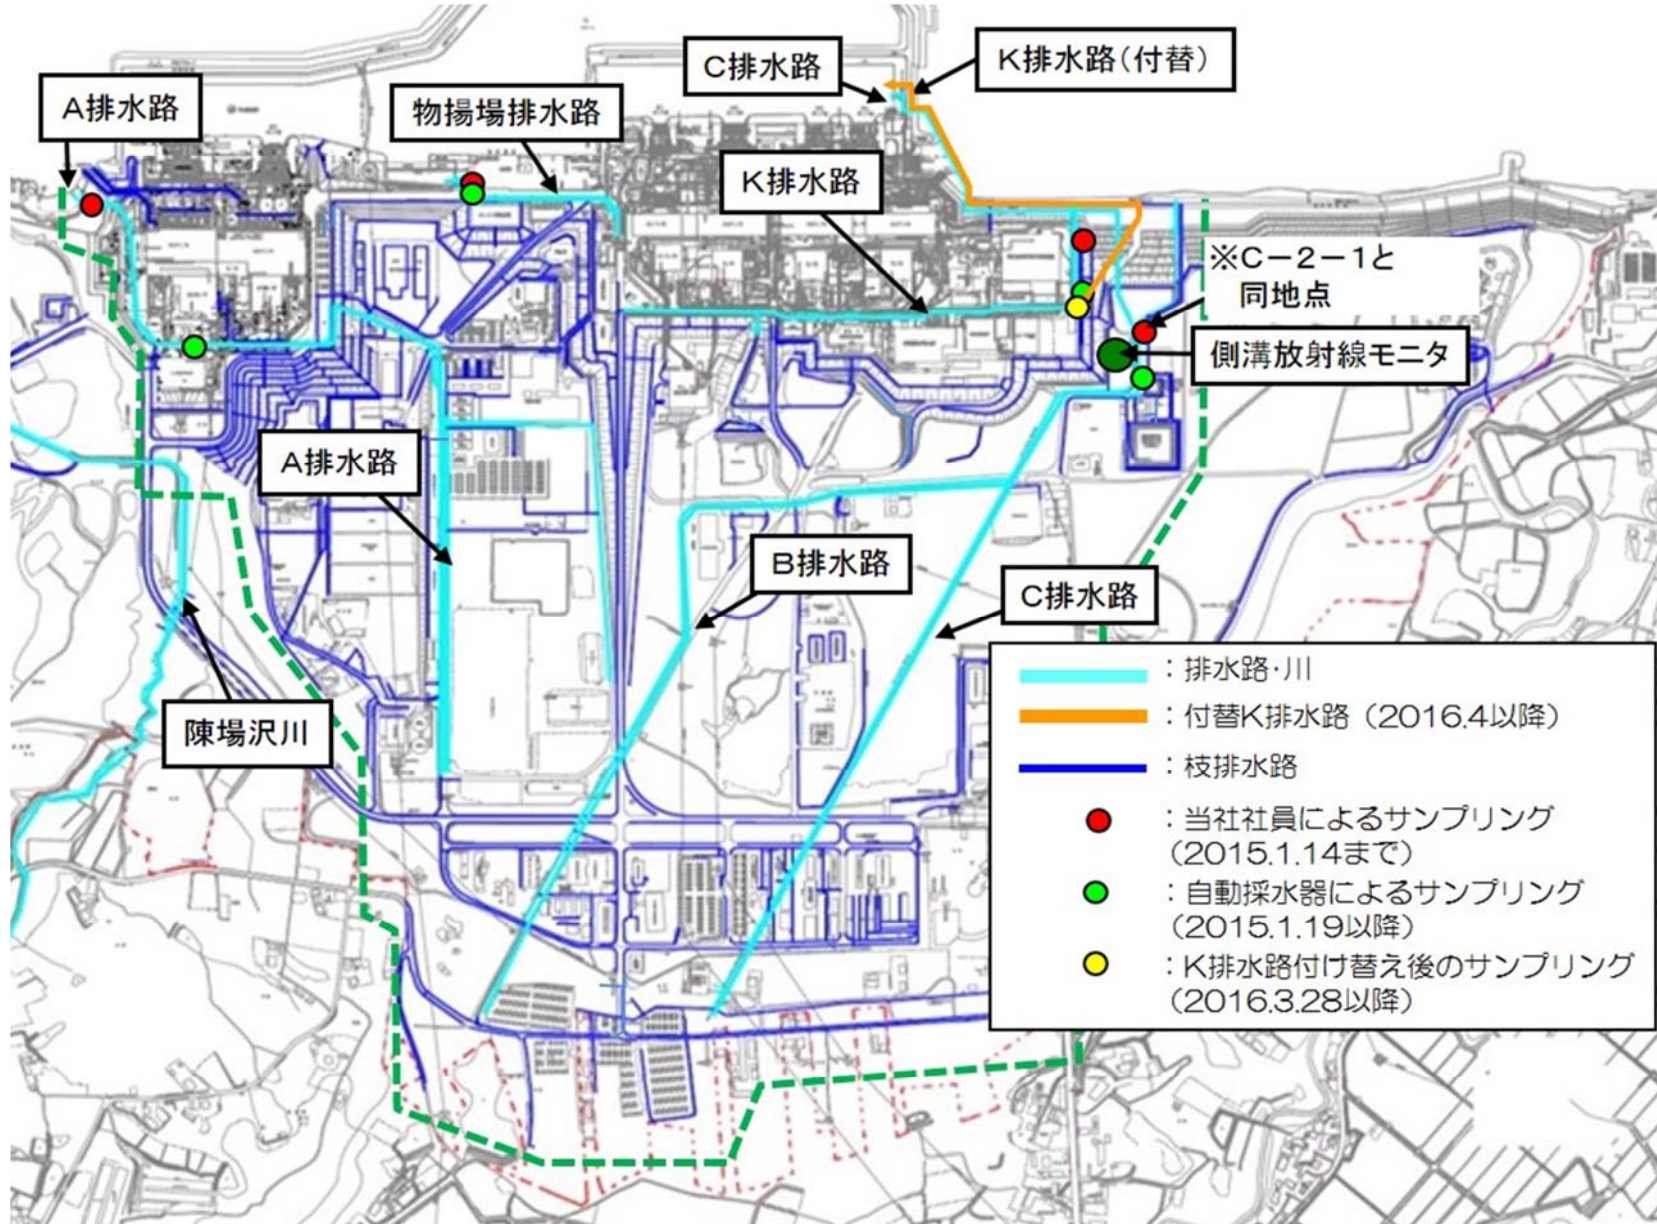 C排水路
K排水路(付替)
A排水路
物揚場排水路
K排水路
※C-2-1と
同地点
側溝放射線モニタ
A排水路
B排水路
C排水路
陳場沢川
:排水路・川
:付替K排水路(2016.4以降)
:枝排水路
:当社社員によるサンプリング
(2015.1.14まで)
:自動採水器によるサンプリング
(2015.1.19以降)
:K排水路付け替え後のサンプリング
(2016.3.28以降)